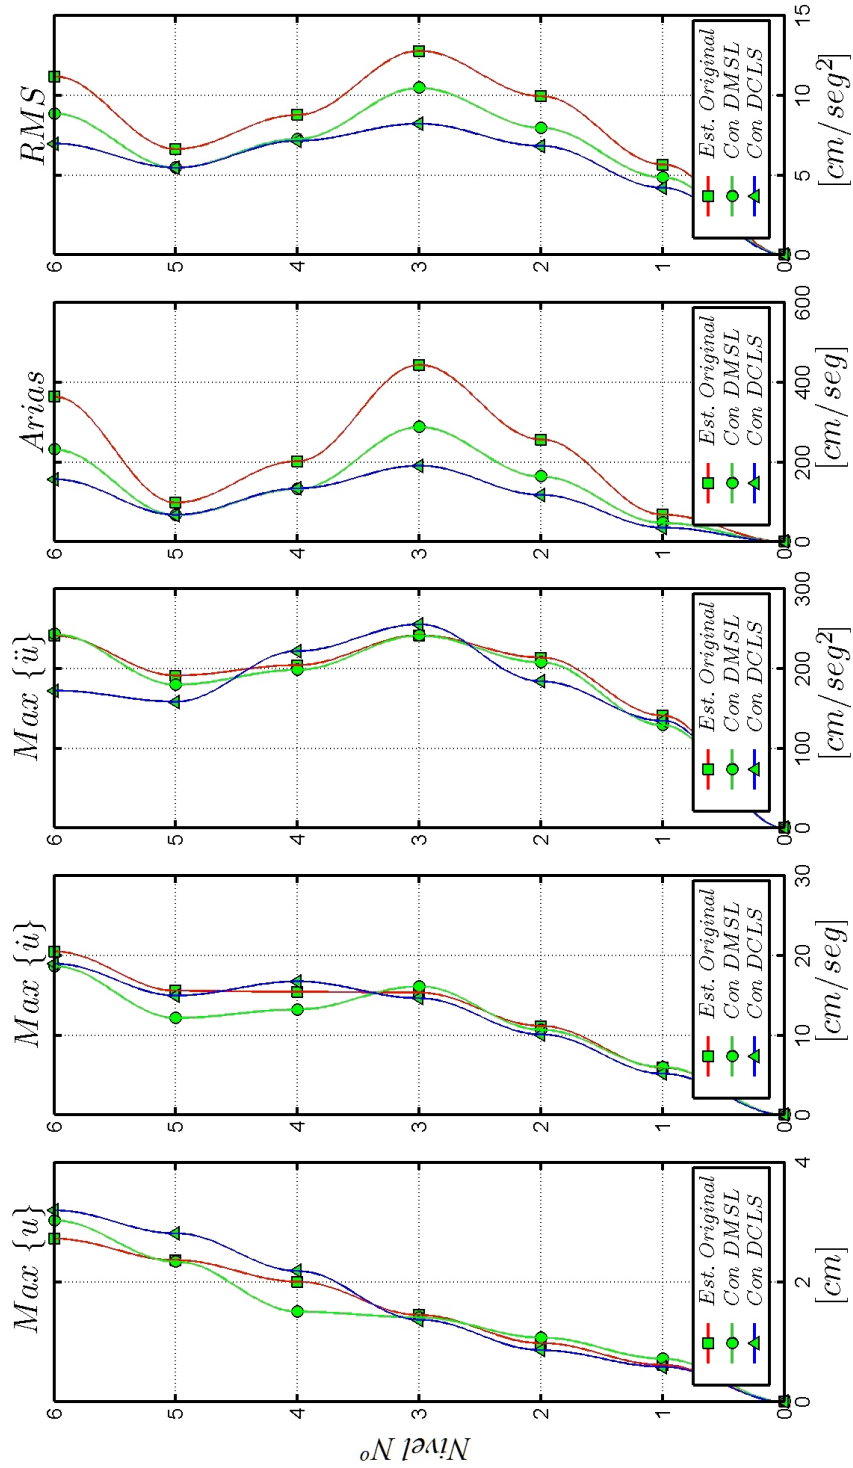 Nivel Nº
Max {u}
6
5
4
3
2
1
0
Est. Original
Con DMSL
Con DCLS
0 2 4
[cm]
Max {u̇}
6
5
4
3
2
1
0
Est. Original
Con DMSL
Con DCLS
0 10 20 30
[cm/seg]
Max {ü}
6
5
4
3
2
1
0
Est. Original
Con DMSL
Con DCLS
0 100 200 300
[cm/seg²]
Arias
6
5
4
3
2
1
0
Est. Original
Con DMSL
Con DCLS
0 200 400 600
[cm/seg]
RMS
6
5
4
3
2
1
0
Est. Original
Con DMSL
Con DCLS
0 5 10 15
[cm/seg²]